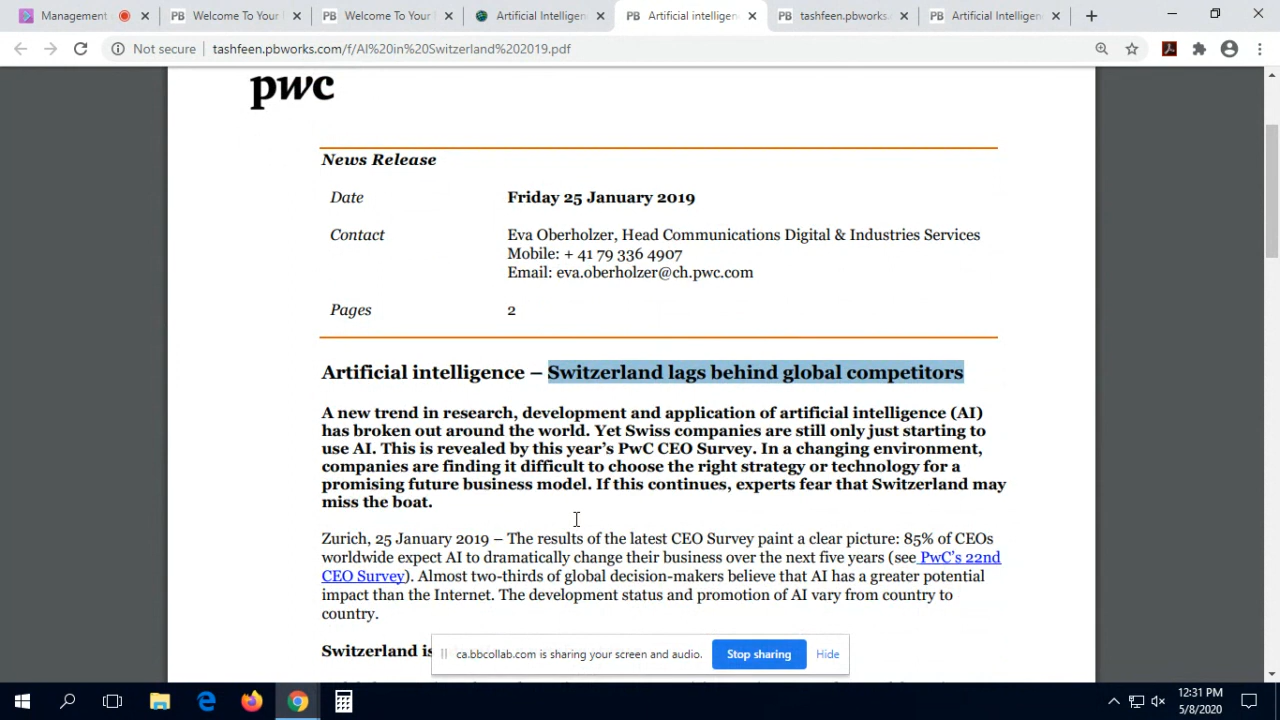 Management
Welcome To Your
Welcome To Your
Artificial Intelligen
Artificial intelligen
tashfeen.pbworks.
Artificial Intelligen
Not secure
tashfeen.pbworks.com/f/AI%20in%20Switzerland%202019.pdf
pwc
News Release
Date Friday 25 January 2019
Contact Eva Oberholzer, Head Communications Digital & Industries Services
Mobile: + 41 79 336 4907
Email: eva.oberholzer@ch.pwc.com
Pages 2
Artificial intelligence – Switzerland lags behind global competitors
A new trend in research, development and application of artificial intelligence (AI)
has broken out around the world. Yet Swiss companies are still only just starting to
use AI. This is revealed by this year’s PwC CEO Survey. In a changing environment,
companies are finding it difficult to choose the right strategy or technology for a
promising future business model. If this continues, experts fear that Switzerland may
miss the boat.
Zurich, 25 January 2019 – The results of the latest CEO Survey paint a clear picture: 85% of CEOs
worldwide expect AI to dramatically change their business over the next five years (see PwC’s 22nd
CEO Survey). Almost two-thirds of global decision-makers believe that AI has a greater potential
impact than the Internet. The development status and promotion of AI vary from country to
country.
Switzerland is
ca.bbcollab.com is sharing your screen and audio. Stop sharing Hide
12:31 PM
5/8/2020